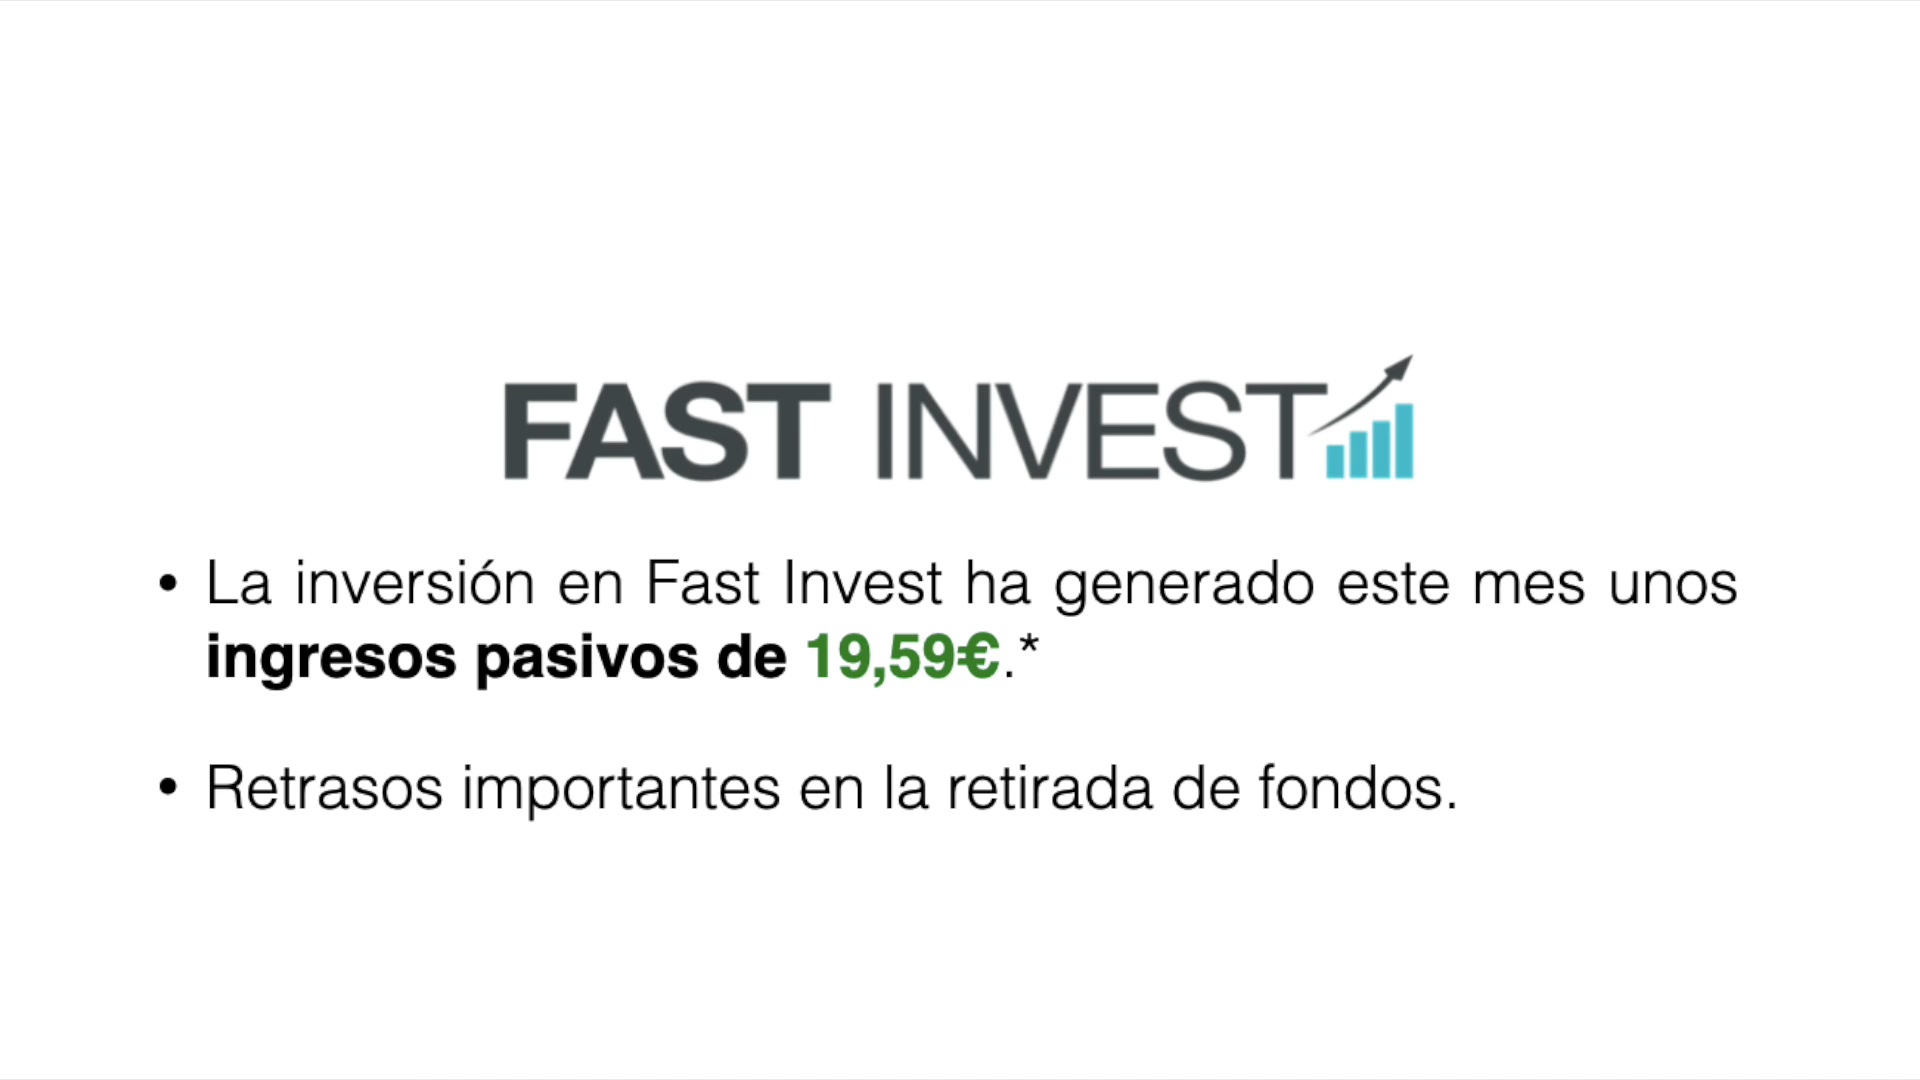 FAST INVEST
• La inversión en Fast Invest ha generado este mes unos
ingresos pasivos de 19,59€.*
• Retrasos importantes en la retirada de fondos.